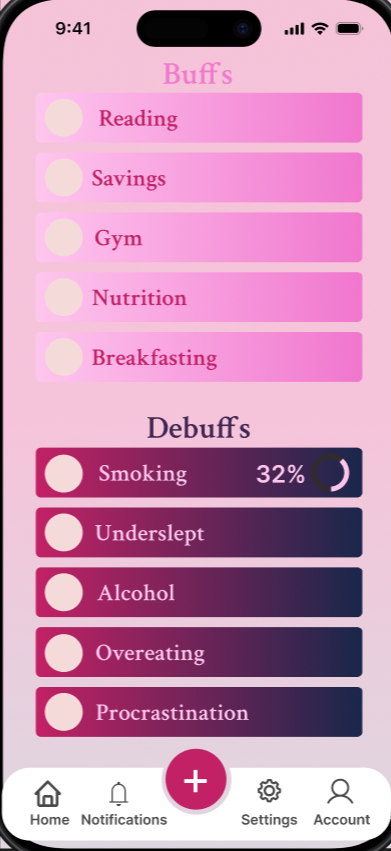 9:41
Buffs
Reading
Savings
Gym
Nutrition
Breakfasting
Debuffs
Smoking 32%
Underslept
Alcohol
Overeating
Procrastination
+
Home Notifications Settings Account